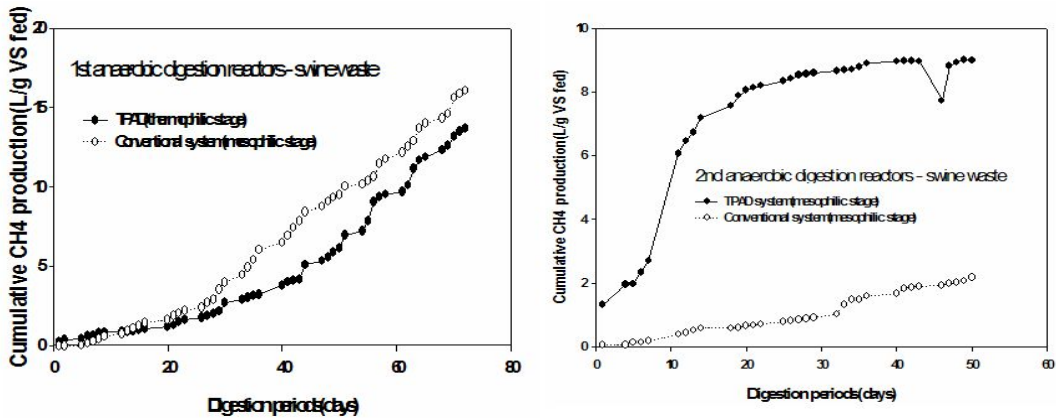 20
15
10
5
0
0
20
40
60
80
Cumulative CH4 production(L/g VS fed)
1st anaerobic digestion reactors - swine waste
TPAD(thermophilic stage)
Conventional system(mesophilic stage)
Digestion periods(days)
10
8
6
4
2
0
0
10
20
30
40
50
60
Cumulative CH4 production(L/g VS fed)
2nd anaerobic digestion reactors - swine waste
TPAD system(mesophilic stage)
Conventional system(mesophilic stage)
Digestion periods(days)